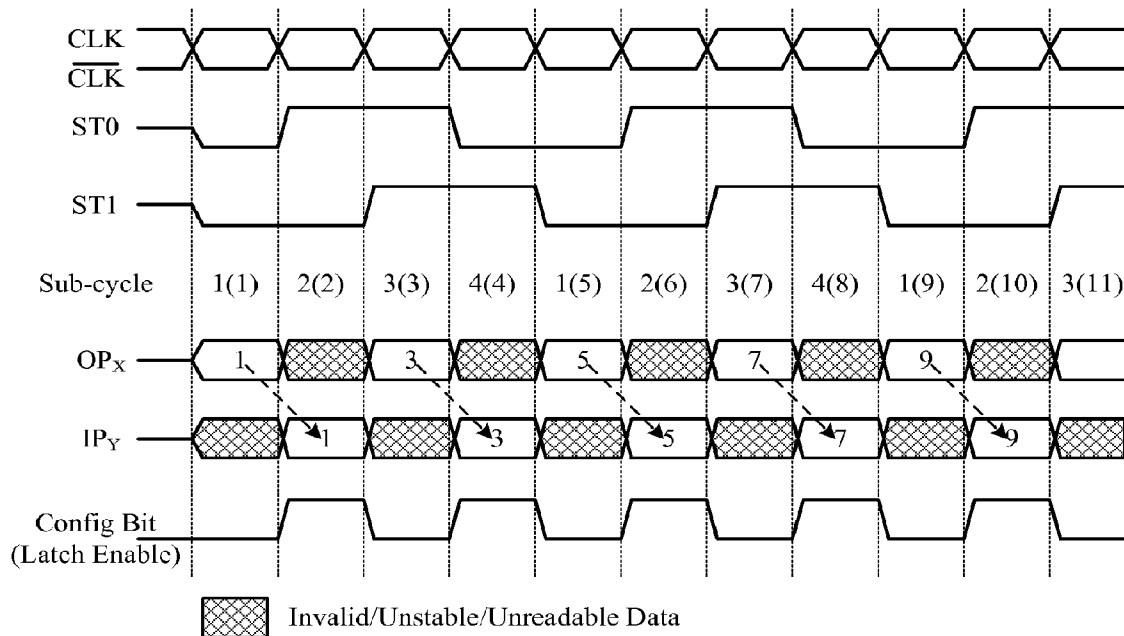 CLK
CLK
ST0
ST1
Sub-cycle 1(1) 2(2) 3(3) 4(4) 1(5) 2(6) 3(7) 4(8) 1(9) 2(10) 3(11)
OPX 1 3 5 7 9
IPY 1 3 5 7 9
Config Bit
(Latch Enable)
Invalid/Unstable/Unreadable Data